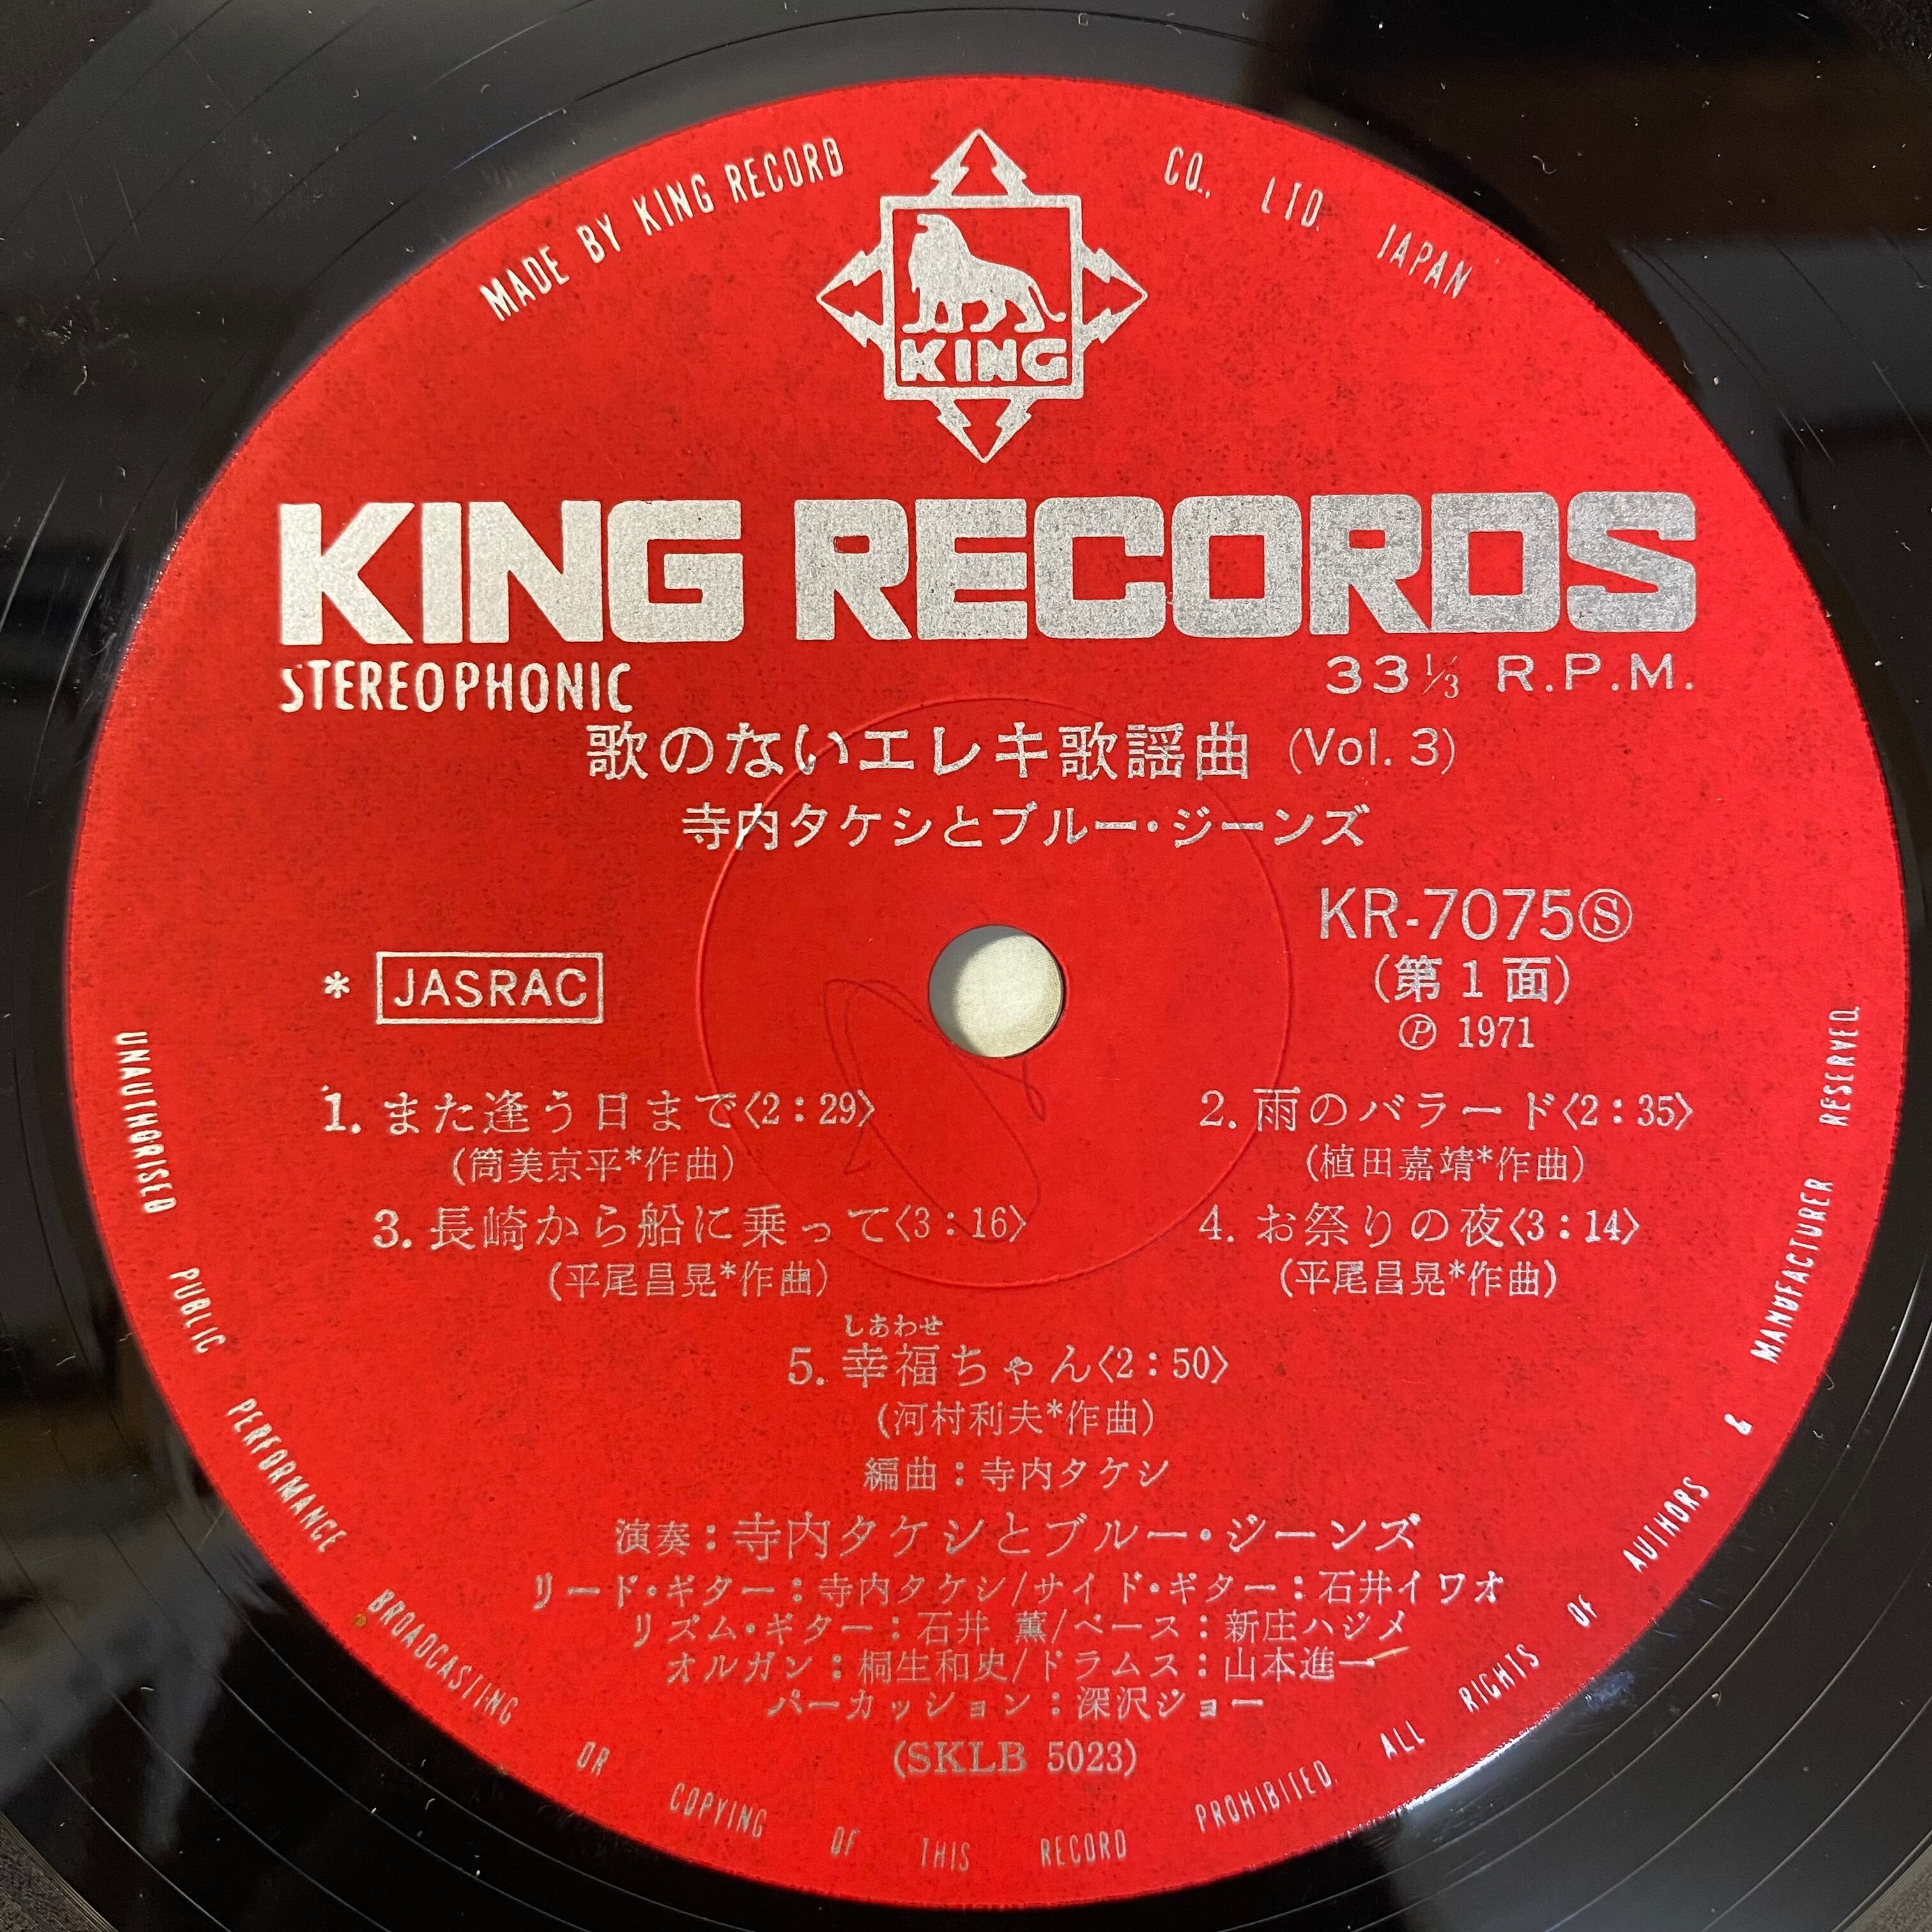 MADE BY KING RECORD CO., LTD. JAPAN
KING
KING RECORDS
STEREOPHONIC
33⅓ R.P.M.
歌のないエレキ歌謡曲 (Vol. 3)
寺内タケシとブルー・ジーンズ
KR-7075Ⓢ
(第1面)
Ⓟ 1971
* JASRAC
1. また逢う日まで〈2:29〉
(筒美京平*作曲)
2. 雨のバラード〈2:35〉
(植田嘉靖*作曲)
3. 長崎から船に乗って〈3:16〉
(平尾昌晃*作曲)
4. お祭りの夜〈3:14〉
(平尾昌晃*作曲)
しあわせ
5. 幸福ちゃん〈2:50〉
(河村利夫*作曲)
編曲:寺内タケシ
演奏:寺内タケシとブルー・ジーンズ
リード・ギター:寺内タケシ/サイド・ギター:石井イワオ
リズム・ギター:石井 薫/ベース:新庄ハジメ
オルガン:桐生和史/ドラムス:山本進一
パーカッション:深沢ジョー
(SKLB 5023)
UNAUTHORISED PUBLIC PERFORMANCE BROADCASTING OR COPYING OF THIS RECORD PROHIBITED. ALL RIGHTS OF AUTHORS & MANUFACTURER RESERVED.